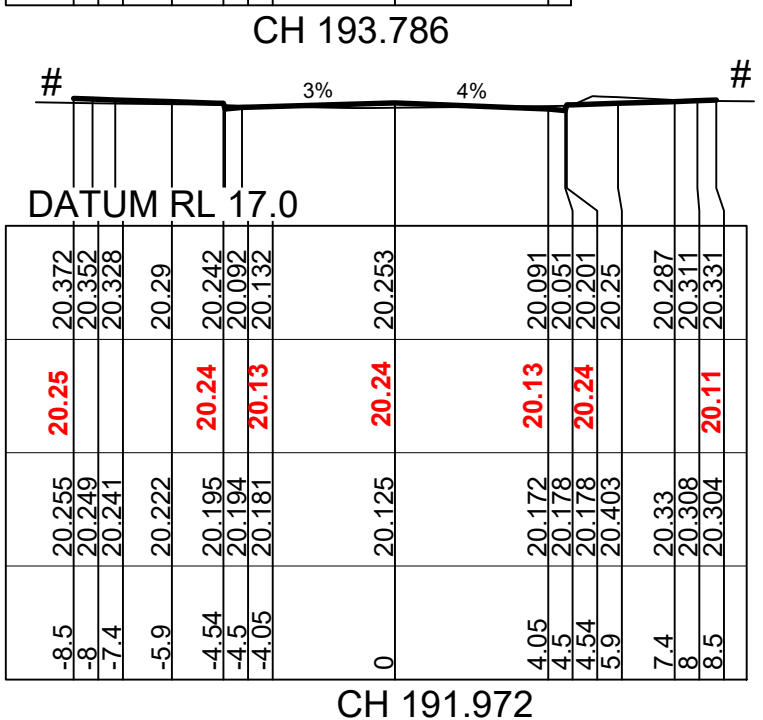 CH 193.786
# 3% 4% #
DATUM RL 17.0
20.372 20.352 20.328 20.29 20.242 20.092 20.132 20.253 20.091 20.051 20.201 20.25 20.287 20.311 20.331
20.25 20.24 20.13 20.24 20.13 20.24 20.11
20.255 20.249 20.241 20.222 20.195 20.194 20.181 20.125 20.172 20.178 20.178 20.403 20.33 20.308 20.304
-8.5 -8 -7.4 -5.9 -4.54 -4.5 -4.05 0 4.05 4.5 4.54 5.9 7.4 8 8.5
CH 191.972